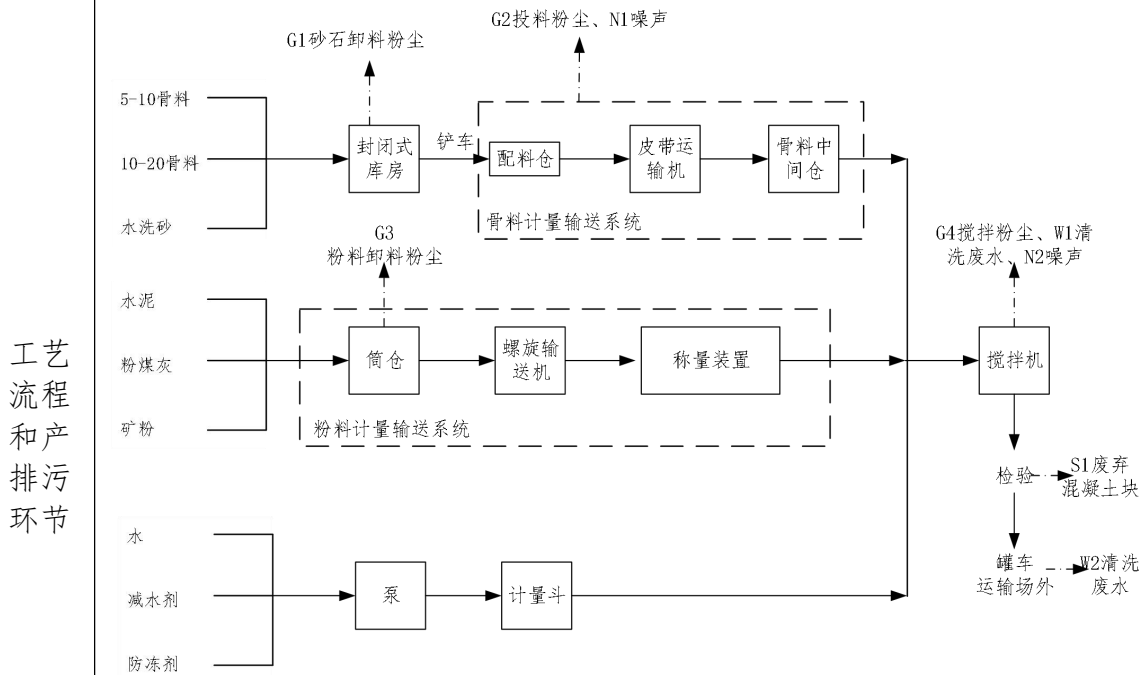 工艺
流程
和产
排污
环节
G2投料粉尘、N1噪声
G1砂石卸料粉尘
5-10骨料
10-20骨料
水洗砂
封闭式
库房
铲车
配料仓
皮带运
输机
骨料中
间仓
骨料计量输送系统
G3
粉料卸料粉尘
G4搅拌粉尘、W1清
洗废水、N2噪声
水泥
粉煤灰
矿粉
筒仓
螺旋输
送机
称量装置
粉料计量输送系统
搅拌机
检验
S1废弃
混凝土块
罐车
运输场外
W2清洗
废水
水
减水剂
防冻剂
泵
计量斗